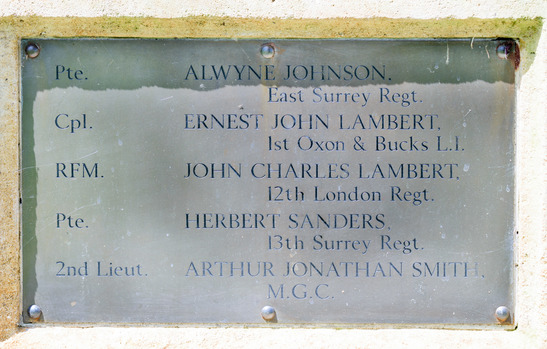 Pte. ALWYNE JOHNSON.
East Surrey Regt.
Cpl. ERNEST JOHN LAMBERT,
1st Oxon & Bucks L.I.
RFM. JOHN CHARLES LAMBERT,
12th London Regt.
Pte. HERBERT SANDERS,
13th Surrey Regt.
2nd Lieut. ARTHUR JONATHAN SMITH,
M.G.C.